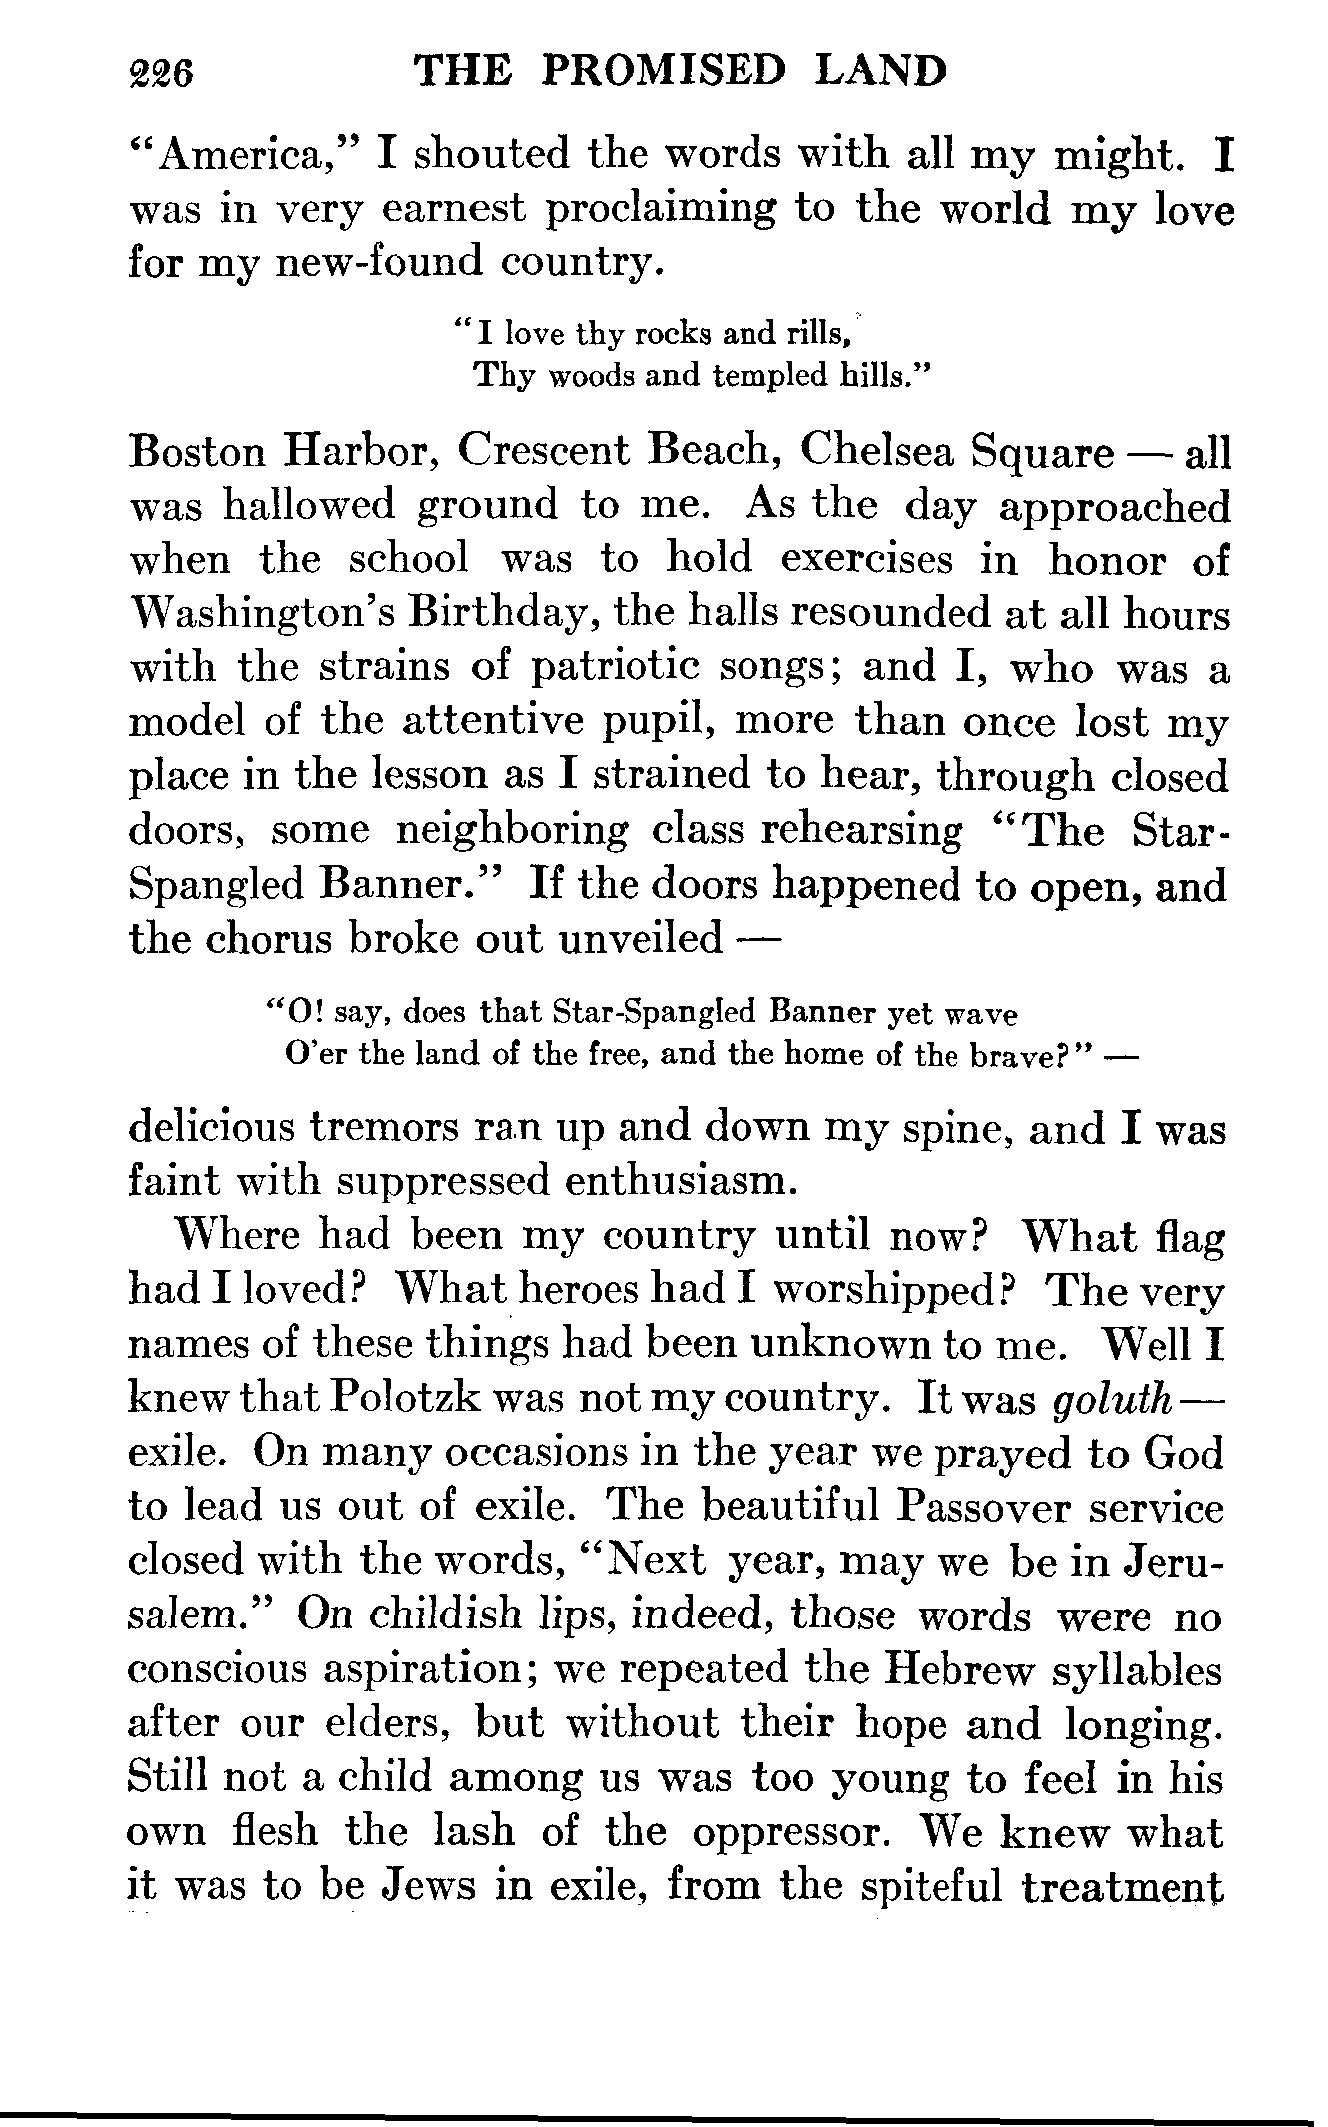 226 THE PROMISED LAND
“America,” I shouted the words with all my might. I
was in very earnest proclaiming to the world my love
for my new-found country.
“I love thy rocks and rills,
Thy woods and templed hills.”
Boston Harbor, Crescent Beach, Chelsea Square — all
was hallowed ground to me. As the day approached
when the school was to hold exercises in honor of
Washington’s Birthday, the halls resounded at all hours
with the strains of patriotic songs; and I, who was a
model of the attentive pupil, more than once lost my
place in the lesson as I strained to hear, through closed
doors, some neighboring class rehearsing “The Star-
Spangled Banner.” If the doors happened to open, and
the chorus broke out unveiled —
“O! say, does that Star-Spangled Banner yet wave
O’er the land of the free, and the home of the brave?” —
delicious tremors ran up and down my spine, and I was
faint with suppressed enthusiasm.
Where had been my country until now? What flag
had I loved? What heroes had I worshipped? The very
names of these things had been unknown to me. Well I
knew that Polotzk was not my country. It was goluth —
exile. On many occasions in the year we prayed to God
to lead us out of exile. The beautiful Passover service
closed with the words, “Next year, may we be in Jeru-
salem.” On childish lips, indeed, those words were no
conscious aspiration; we repeated the Hebrew syllables
after our elders, but without their hope and longing.
Still not a child among us was too young to feel in his
own flesh the lash of the oppressor. We knew what
it was to be Jews in exile, from the spiteful treatment